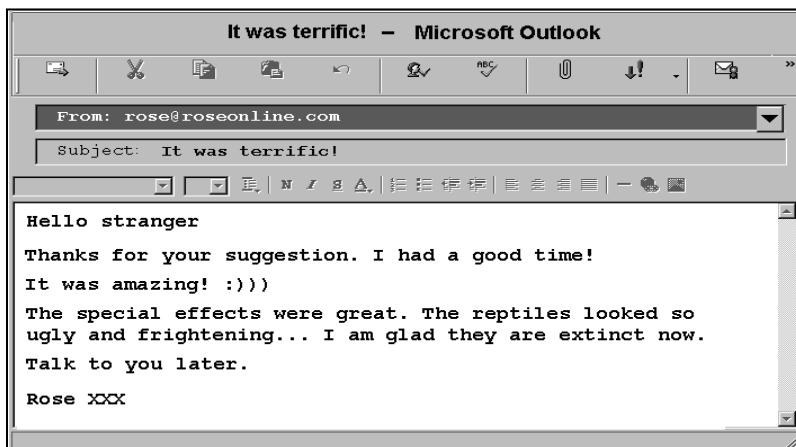 It was terrific! – Microsoft Outlook
ABC
»
From: rose@roseonline.com
Subject: It was terrific!
N I S A
Hello stranger
Thanks for your suggestion. I had a good time!
It was amazing! :)))
The special effects were great. The reptiles looked so
ugly and frightening... I am glad they are extinct now.
Talk to you later.
Rose XXX